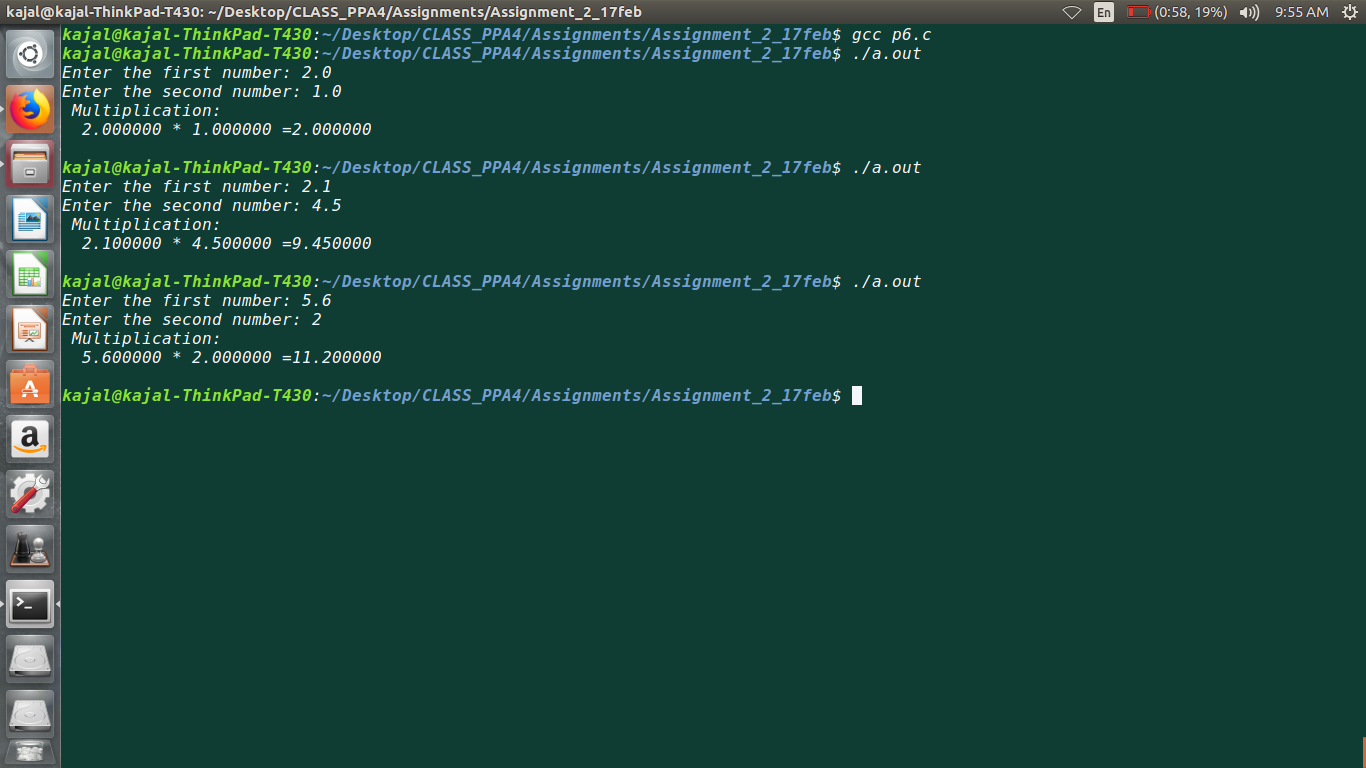 kajal@kajal-ThinkPad-T430: ~/Desktop/CLASS_PPA4/Assignments/Assignment_2_17feb En (0:58, 19%) 9:55 AM
kajal@kajal-ThinkPad-T430:~/Desktop/CLASS_PPA4/Assignments/Assignment_2_17feb$ gcc p6.c
kajal@kajal-ThinkPad-T430:~/Desktop/CLASS_PPA4/Assignments/Assignment_2_17feb$ ./a.out
Enter the first number: 2.0
Enter the second number: 1.0
 Multiplication:
  2.000000 * 1.000000 =2.000000

kajal@kajal-ThinkPad-T430:~/Desktop/CLASS_PPA4/Assignments/Assignment_2_17feb$ ./a.out
Enter the first number: 2.1
Enter the second number: 4.5
 Multiplication:
  2.100000 * 4.500000 =9.450000

kajal@kajal-ThinkPad-T430:~/Desktop/CLASS_PPA4/Assignments/Assignment_2_17feb$ ./a.out
Enter the first number: 5.6
Enter the second number: 2
 Multiplication:
  5.600000 * 2.000000 =11.200000

kajal@kajal-ThinkPad-T430:~/Desktop/CLASS_PPA4/Assignments/Assignment_2_17feb$